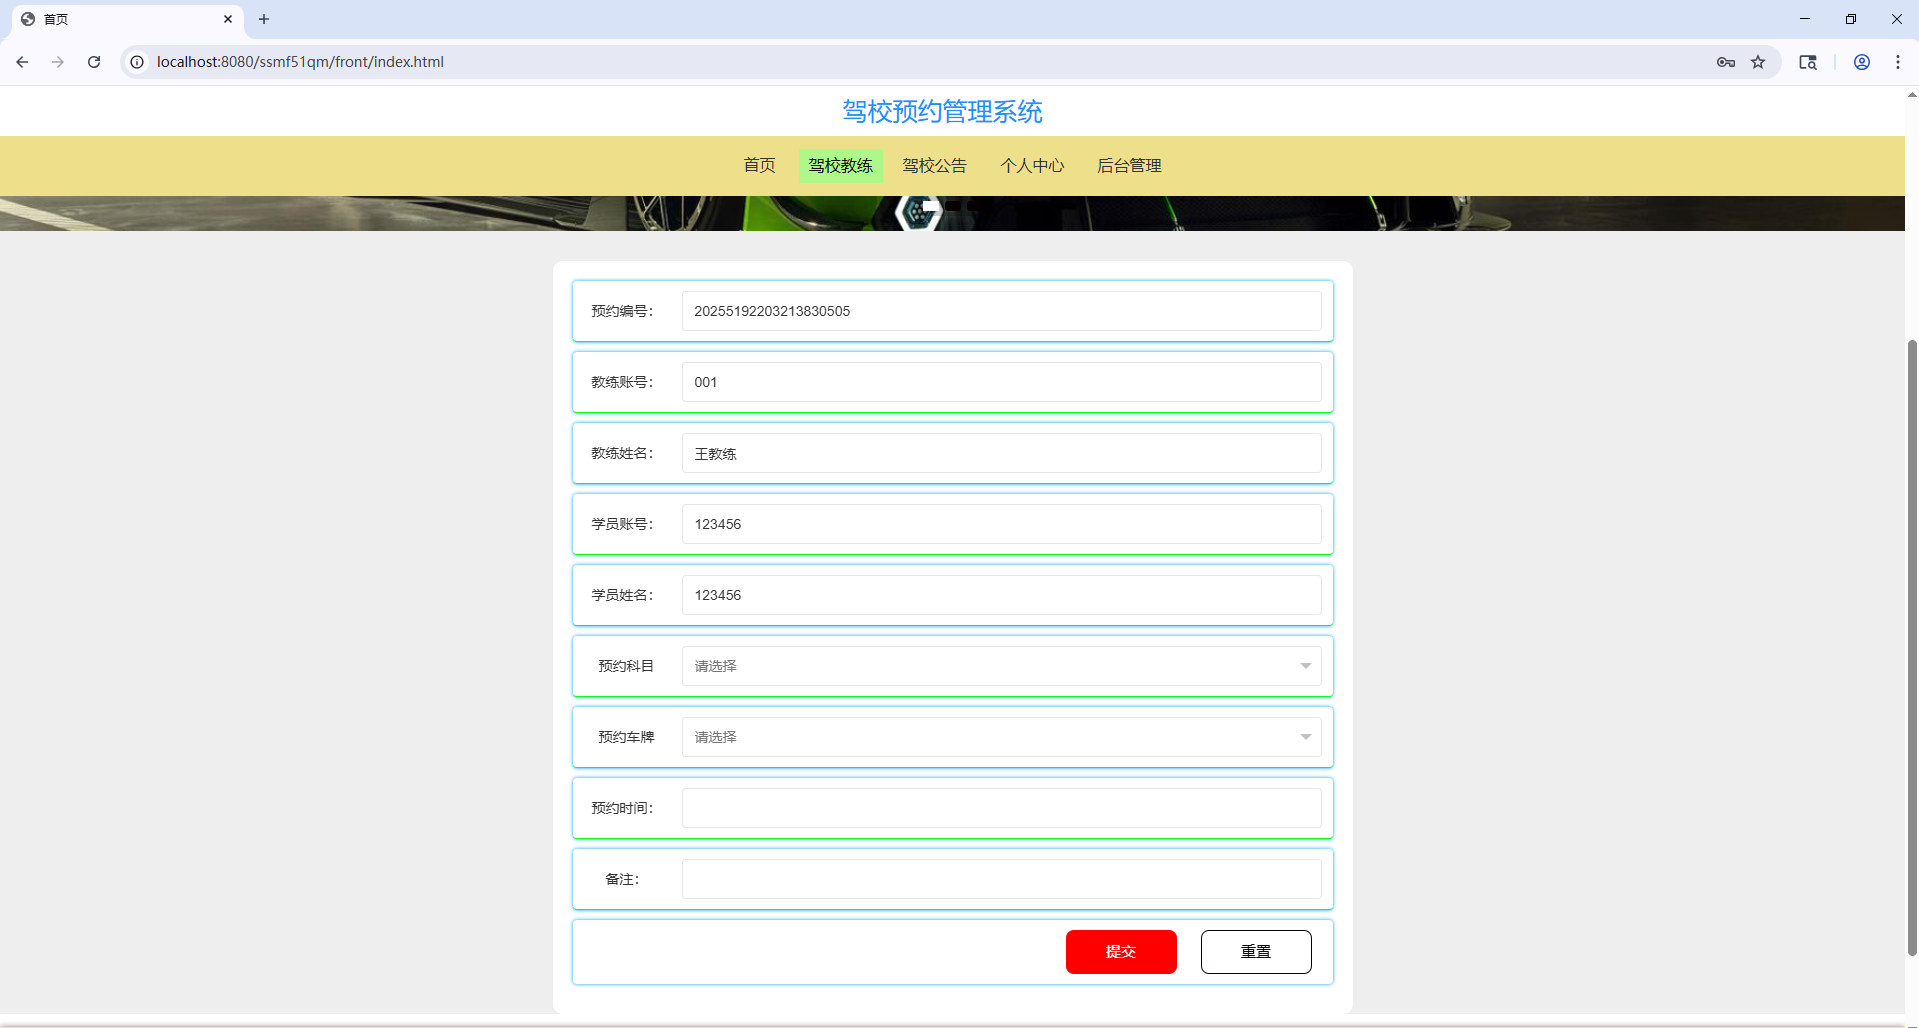 首页
localhost:8080/ssmf51qm/front/index.html
驾校预约管理系统
首页 驾校教练 驾校公告 个人中心 后台管理
预约编号： 20255192203213830505
教练账号： 001
教练姓名： 王教练
学员账号： 123456
学员姓名： 123456
预约科目 请选择
预约车牌 请选择
预约时间：
备注：
提交 重置